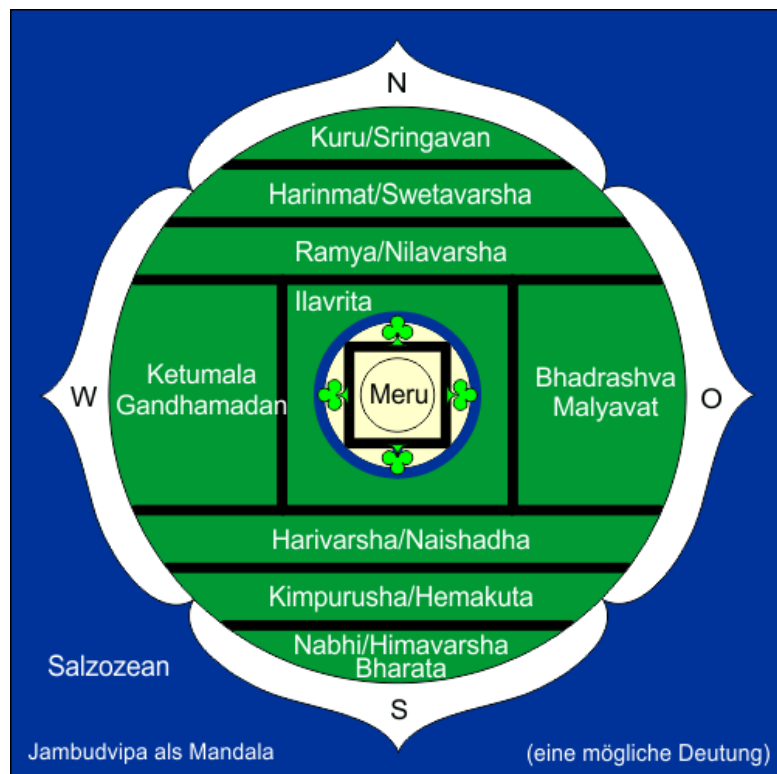 N
Kuru/Sringavan
Harinmat/Swetavarsha
Ramya/Nilavarsha
Ilavrita
W
Ketumala
Gandhamadan
Meru
Bhadrashva
Malyavat
O
Harivarsha/Naishadha
Kimpurusha/Hemakuta
Nabhi/Himavarsha
Bharata
Salzozean
S
Jambudvipa als Mandala
(eine mögliche Deutung)